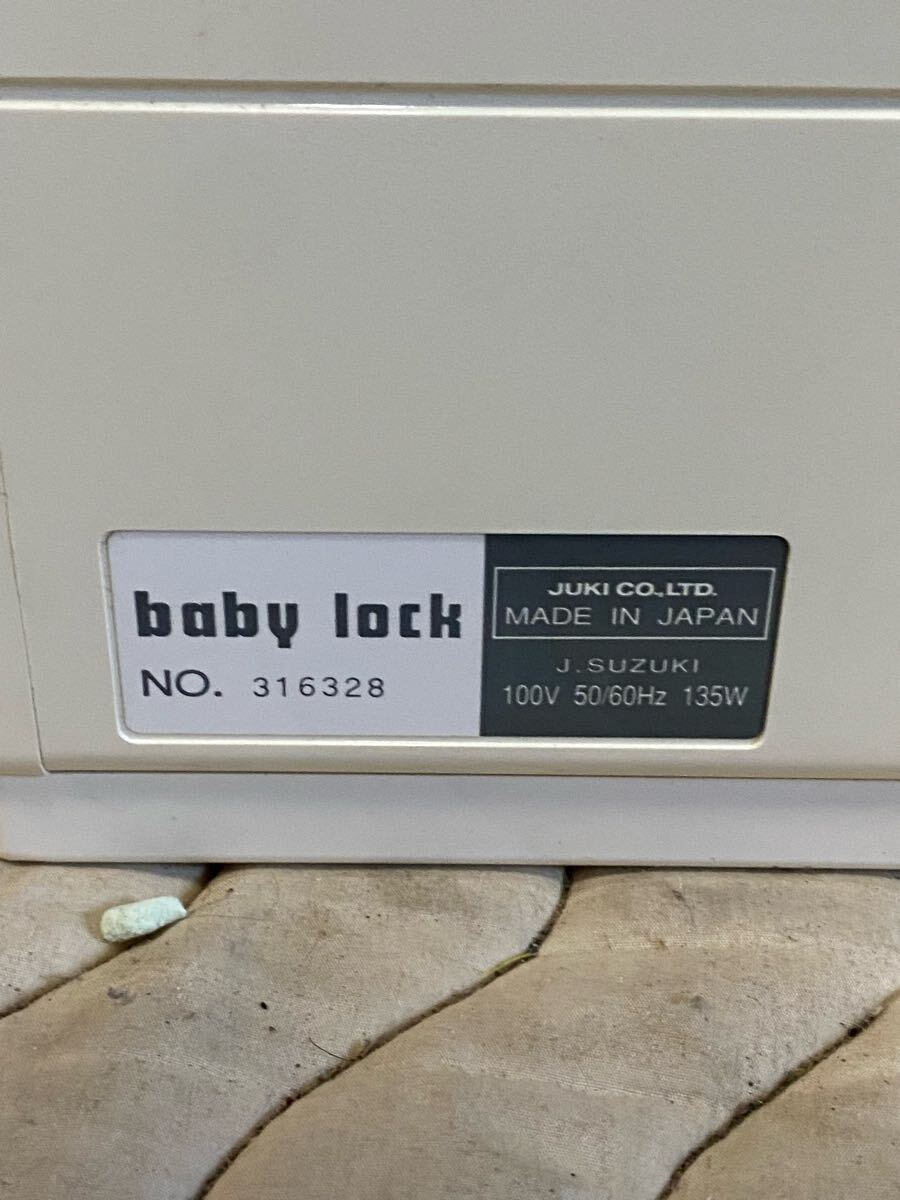 baby lock
NO. 316328
JUKI CO.,LTD.
MADE IN JAPAN
J.SUZUKI
100V 50/60Hz 135W